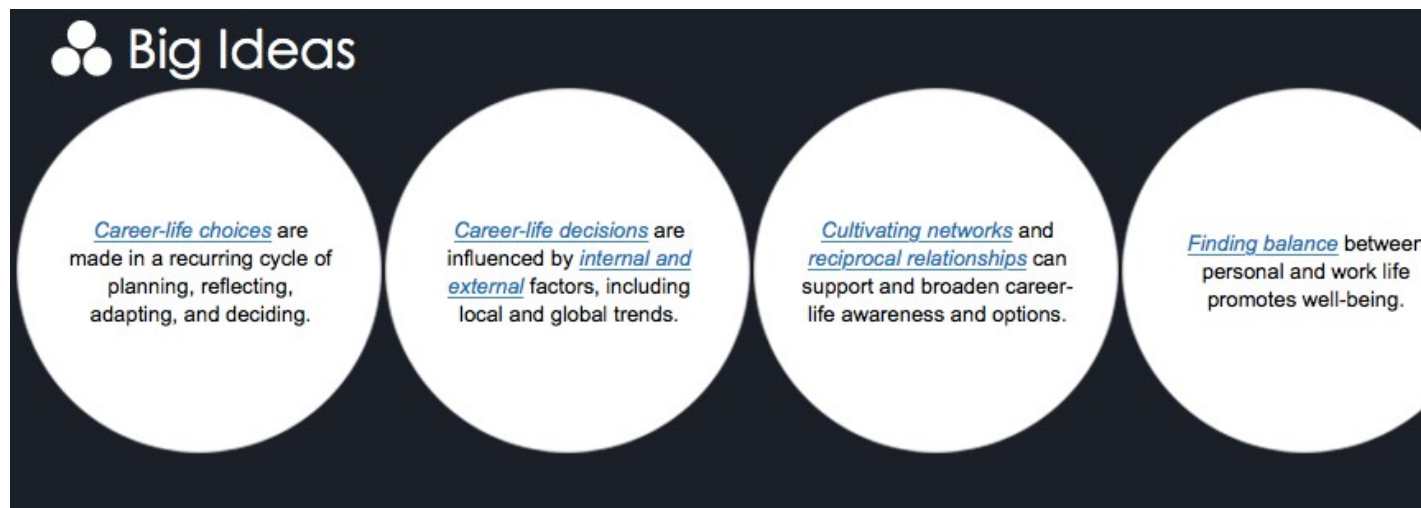 Big Ideas
Career-life choices are
made in a recurring cycle of
planning, reflecting,
adapting, and deciding.
Career-life decisions are
influenced by internal and
external factors, including
local and global trends.
Cultivating networks and
reciprocal relationships can
support and broaden career-
life awareness and options.
Finding balance between
personal and work life
promotes well-being.